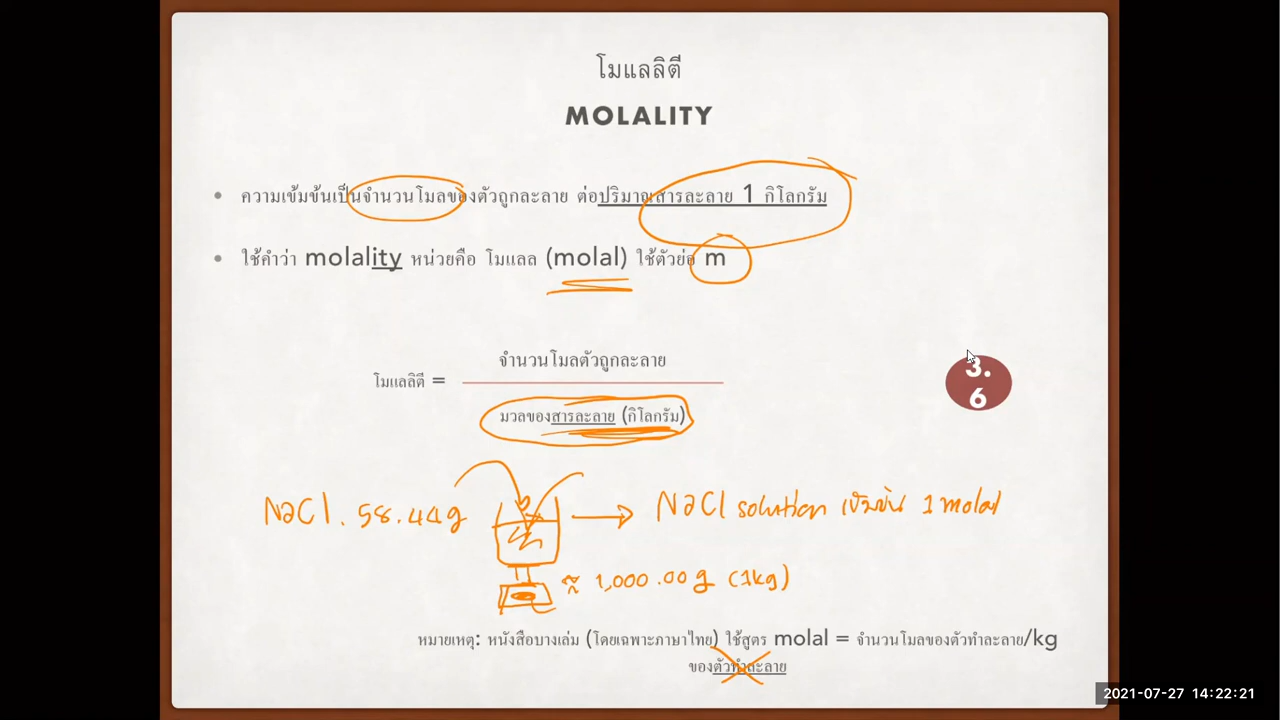 โมแลลิตี
MOLALITY
• ความเข้มข้นเป็นจำนวนโมลของตัวถูกละลาย ต่อปริมาณสารละลาย 1 กิโลกรัม
• ใช้คำว่า molality หน่วยคือ โมแลล (molal) ใช้ตัวย่อ m
จำนวนโมลตัวถูกละลาย
โมแลลิตี =
มวลของสารละลาย (กิโลกรัม)
3.
6
NaCl. 58.44g → NaCl solution เข้มข้น 1 molal
≈ 1,000.00g (1kg)
หมายเหตุ: หนังสือบางเล่ม (โดยเฉพาะภาษาไทย) ใช้สูตร molal = จำนวนโมลของตัวทำละลาย/kg
ของตัวทำละลาย
2021-07-27 14:22:21